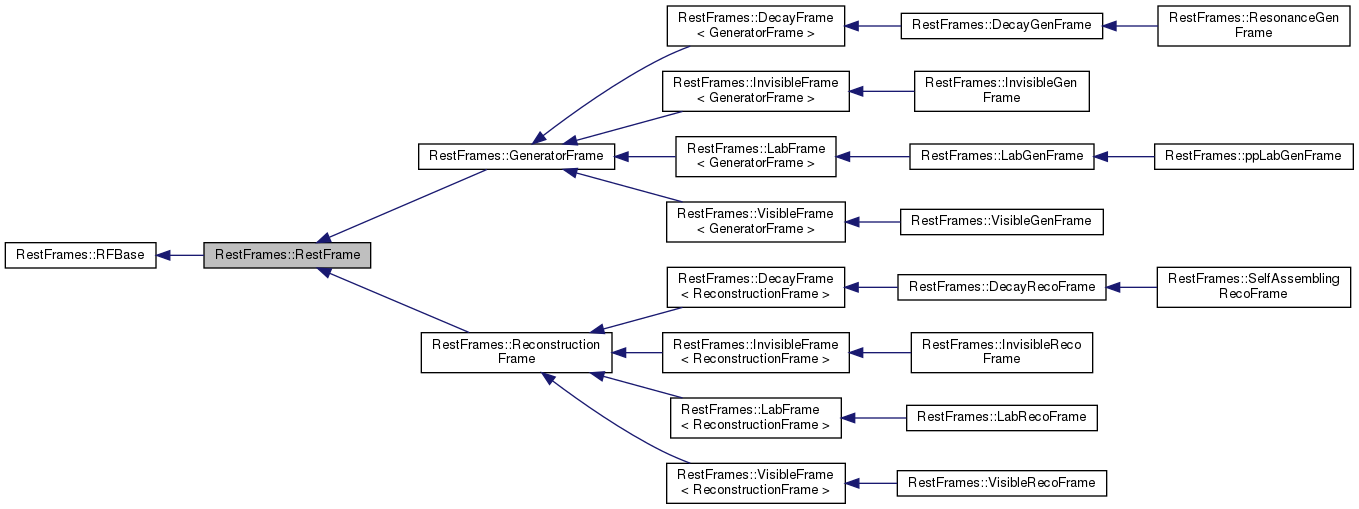 RestFrames::RFBase
RestFrames::RestFrame
RestFrames::GeneratorFrame
RestFrames::DecayFrame
< GeneratorFrame >
RestFrames::DecayGenFrame
RestFrames::ResonanceGen
Frame
RestFrames::InvisibleFrame
< GeneratorFrame >
RestFrames::InvisibleGen
Frame
RestFrames::LabFrame
< GeneratorFrame >
RestFrames::LabGenFrame
RestFrames::ppLabGenFrame
RestFrames::VisibleFrame
< GeneratorFrame >
RestFrames::VisibleGenFrame
RestFrames::Reconstruction
Frame
RestFrames::DecayFrame
< ReconstructionFrame >
RestFrames::DecayRecoFrame
RestFrames::SelfAssembling
RecoFrame
RestFrames::InvisibleFrame
< ReconstructionFrame >
RestFrames::InvisibleReco
Frame
RestFrames::LabFrame
< ReconstructionFrame >
RestFrames::LabRecoFrame
RestFrames::VisibleFrame
< ReconstructionFrame >
RestFrames::VisibleRecoFrame